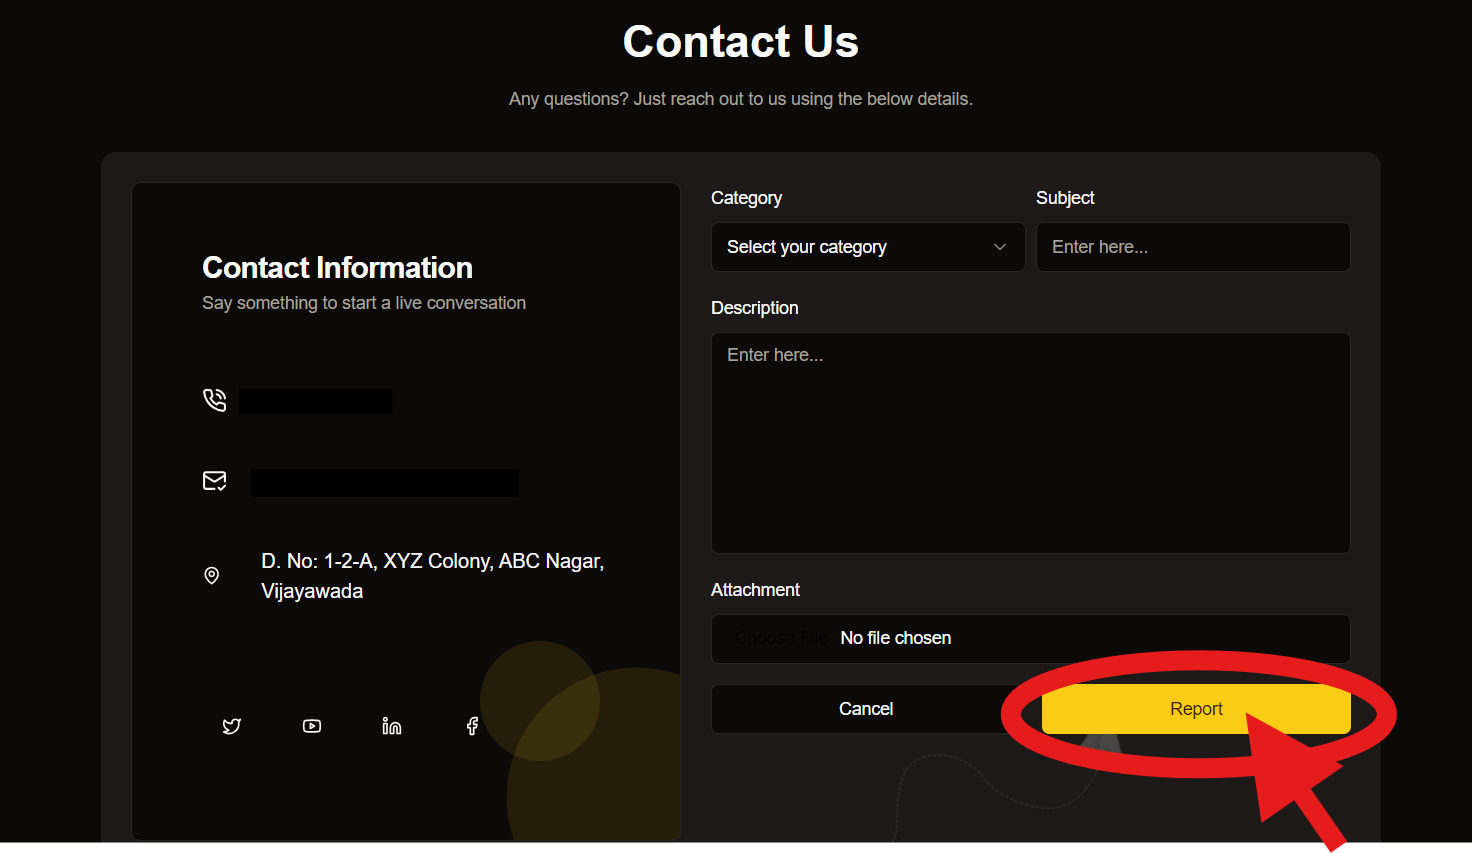 Contact Us
Any questions? Just reach out to us using the below details.
Contact Information
Say something to start a live conversation
D. No: 1-2-A, XYZ Colony, ABC Nagar,
Vijayawada
Category
Subject
Select your category
Enter here...
Description
Enter here...
Attachment
Choose File No file chosen
Cancel
Report